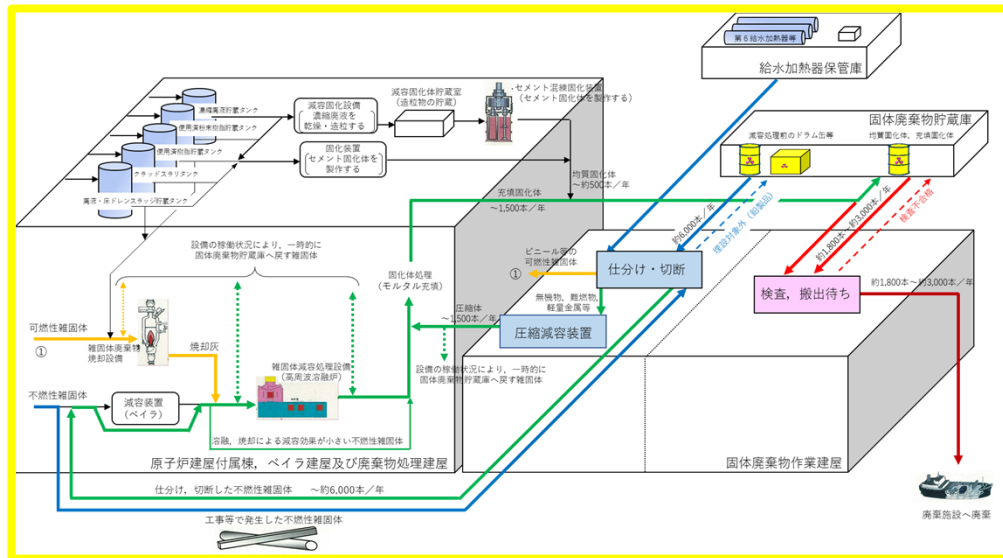 第６給水加熱器等
給水加熱器保管庫
濃縮廃液貯蔵タンク
使用済粉末樹脂貯蔵タンク
使用済樹脂貯蔵タンク
クラッドスラリタンク
廃液・床ドレンスラッジ貯蔵タンク
減容固化設備
濃縮廃液を
乾燥・造粒する
減容固化体貯蔵室
(造粒物の貯蔵)
セメント混練固化装置
(セメント固化体を製作する)
固化装置
セメント固化体を
製作する
均質固化体
～約500本／年
固体廃棄物貯蔵庫
減容処理前のドラム缶等
均質固化体，充填固化体
充填固化体
～1,500本／年
約6,000本／年
埋設対象外（鉛製品）
約1,800本～約3,000本／年
検査不合格
設備の稼働状況により，一時的に
固体廃棄物貯蔵庫へ戻す雑固体
ビニール等の
可燃性雑固体
①
仕分け・切断
固化体処理
(モルタル充填)
無機物，難燃物，
軽量金属等
検査，搬出待ち
約1,800本～約3,000本／年
圧縮体
～1,500本／年
圧縮減容装置
可燃性雑固体
①
雑固体廃棄物
焼却設備
焼却灰
雑固体減容処理設備
(高周波溶融炉)
設備の稼働状況により，一時的に
固体廃棄物貯蔵庫へ戻す雑固体
不燃性雑固体
減容装置
(ベイラ)
溶融，焼却による減容効果が小さい不燃性雑固体
原子炉建屋付属棟，ベイラ建屋及び廃棄物処理建屋
固体廃棄物作業建屋
仕分け，切断した不燃性雑固体　～約6,000本／年
工事等で発生した不燃性雑固体
廃棄施設へ廃棄